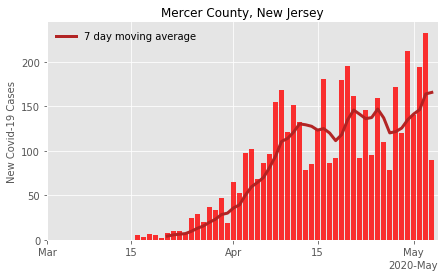 Mercer County, New Jersey
7 day moving average
New Covid-19 Cases
200
150
100
50
0
Mar
15
Apr
15
May
2020-May